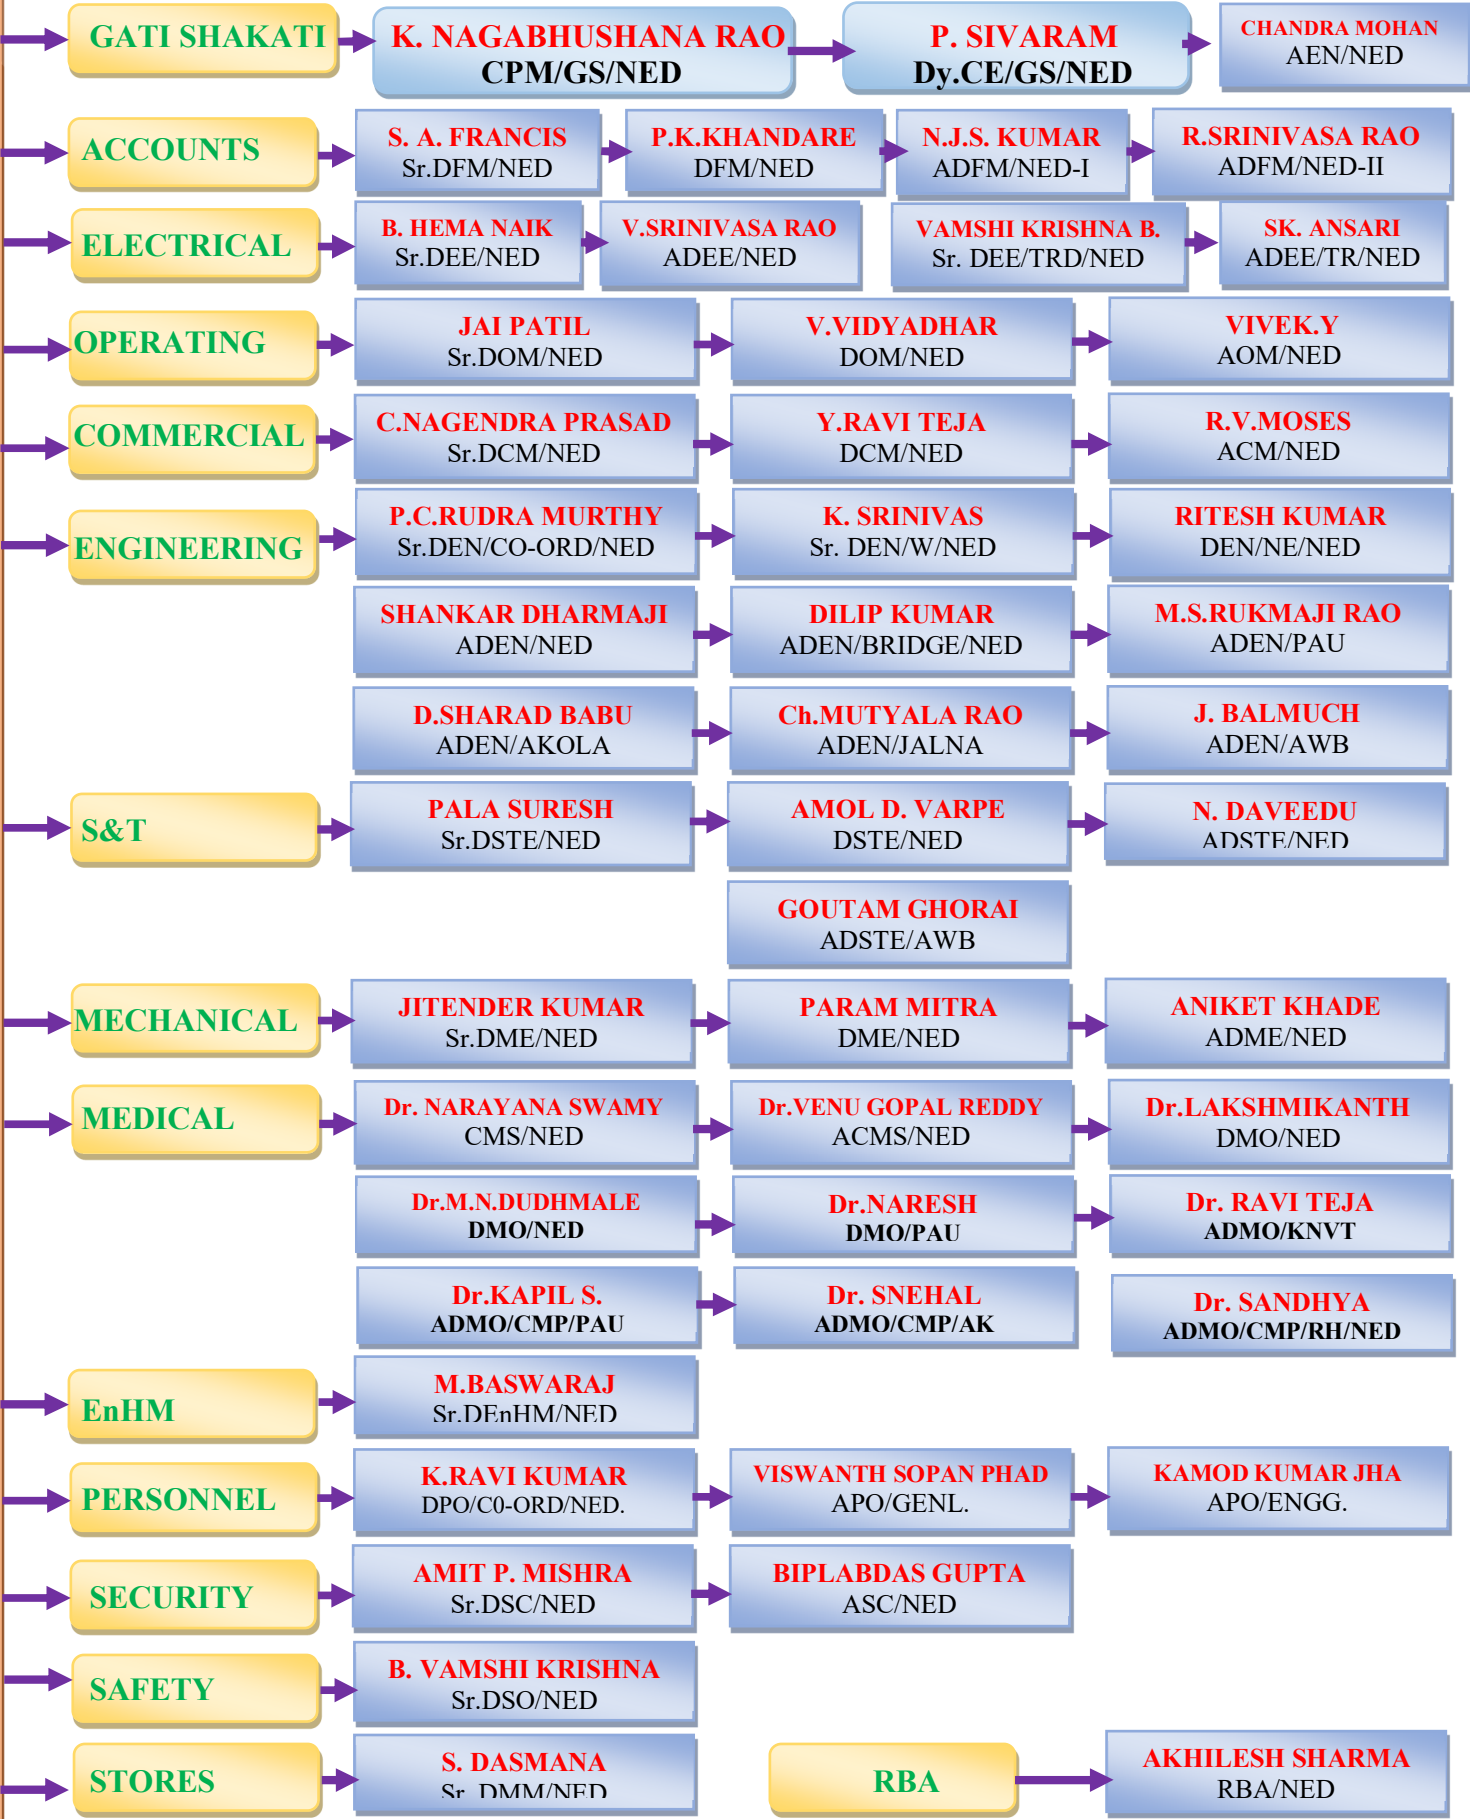 GATI SHAKATI
K. NAGABHUSHANA RAO
CPM/GS/NED
P. SIVARAM
Dy.CE/GS/NED
CHANDRA MOHAN
AEN/NED
ACCOUNTS
S. A. FRANCIS
Sr.DFM/NED
P.K.KHANDARE
DFM/NED
N.J.S. KUMAR
ADFM/NED-I
R.SRINIVASA RAO
ADFM/NED-II
ELECTRICAL
B. HEMA NAIK
Sr.DEE/NED
V.SRINIVASA RAO
ADEE/NED
VAMSHI KRISHNA B.
Sr. DEE/TRD/NED
SK. ANSARI
ADEE/TR/NED
OPERATING
JAI PATIL
Sr.DOM/NED
V.VIDYADHAR
DOM/NED
VIVEK.Y
AOM/NED
COMMERCIAL
C.NAGENDRA PRASAD
Sr.DCM/NED
Y.RAVI TEJA
DCM/NED
R.V.MOSES
ACM/NED
ENGINEERING
P.C.RUDRA MURTHY
Sr.DEN/CO-ORD/NED
K. SRINIVAS
Sr. DEN/W/NED
RITESH KUMAR
DEN/NE/NED
SHANKAR DHARMAJI
ADEN/NED
DILIP KUMAR
ADEN/BRIDGE/NED
M.S.RUKMAJI RAO
ADEN/PAU
D.SHARAD BABU
ADEN/AKOLA
Ch.MUTYALA RAO
ADEN/JALNA
J. BALMUCH
ADEN/AWB
S&T
PALA SURESH
Sr.DSTE/NED
AMOL D. VARPE
DSTE/NED
N. DAVEEDU
ADSTE/NED
GOUTAM GHORAI
ADSTE/AWB
MECHANICAL
JITENDER KUMAR
Sr.DME/NED
PARAM MITRA
DME/NED
ANIKET KHADE
ADME/NED
MEDICAL
Dr. NARAYANA SWAMY
CMS/NED
Dr.VENU GOPAL REDDY
ACMS/NED
Dr.LAKSHMIKANTH
DMO/NED
Dr.M.N.DUDHMALE
DMO/NED
Dr.NARESH
DMO/PAU
Dr. RAVI TEJA
ADMO/KNVT
Dr.KAPIL S.
ADMO/CMP/PAU
Dr. SNEHAL
ADMO/CMP/AK
Dr. SANDHYA
ADMO/CMP/RH/NED
EnHM
M.BASWARAJ
Sr.DEnHM/NED
PERSONNEL
K.RAVI KUMAR
DPO/C0-ORD/NED.
VISWANTH SOPAN PHAD
APO/GENL.
KAMOD KUMAR JHA
APO/ENGG.
SECURITY
AMIT P. MISHRA
Sr.DSC/NED
BIPLABDAS GUPTA
ASC/NED
SAFETY
B. VAMSHI KRISHNA
Sr.DSO/NED
STORES
S. DASMANA
Sr. DMM/NED
RBA
AKHILESH SHARMA
RBA/NED